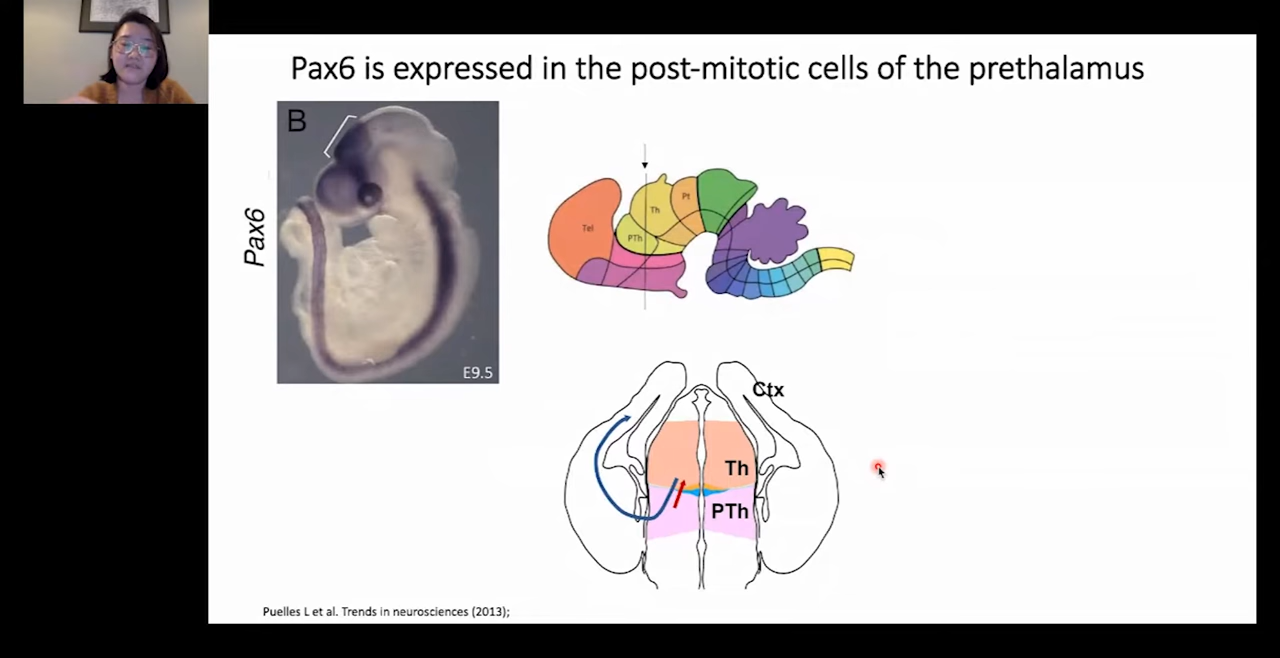 Pax6 is expressed in the post-mitotic cells of the prethalamus
B
Pax6
E9.5
Tel
PTh
Th
Pt
Ctx
Th
PTh
Puelles L et al. Trends in neurosciences (2013);